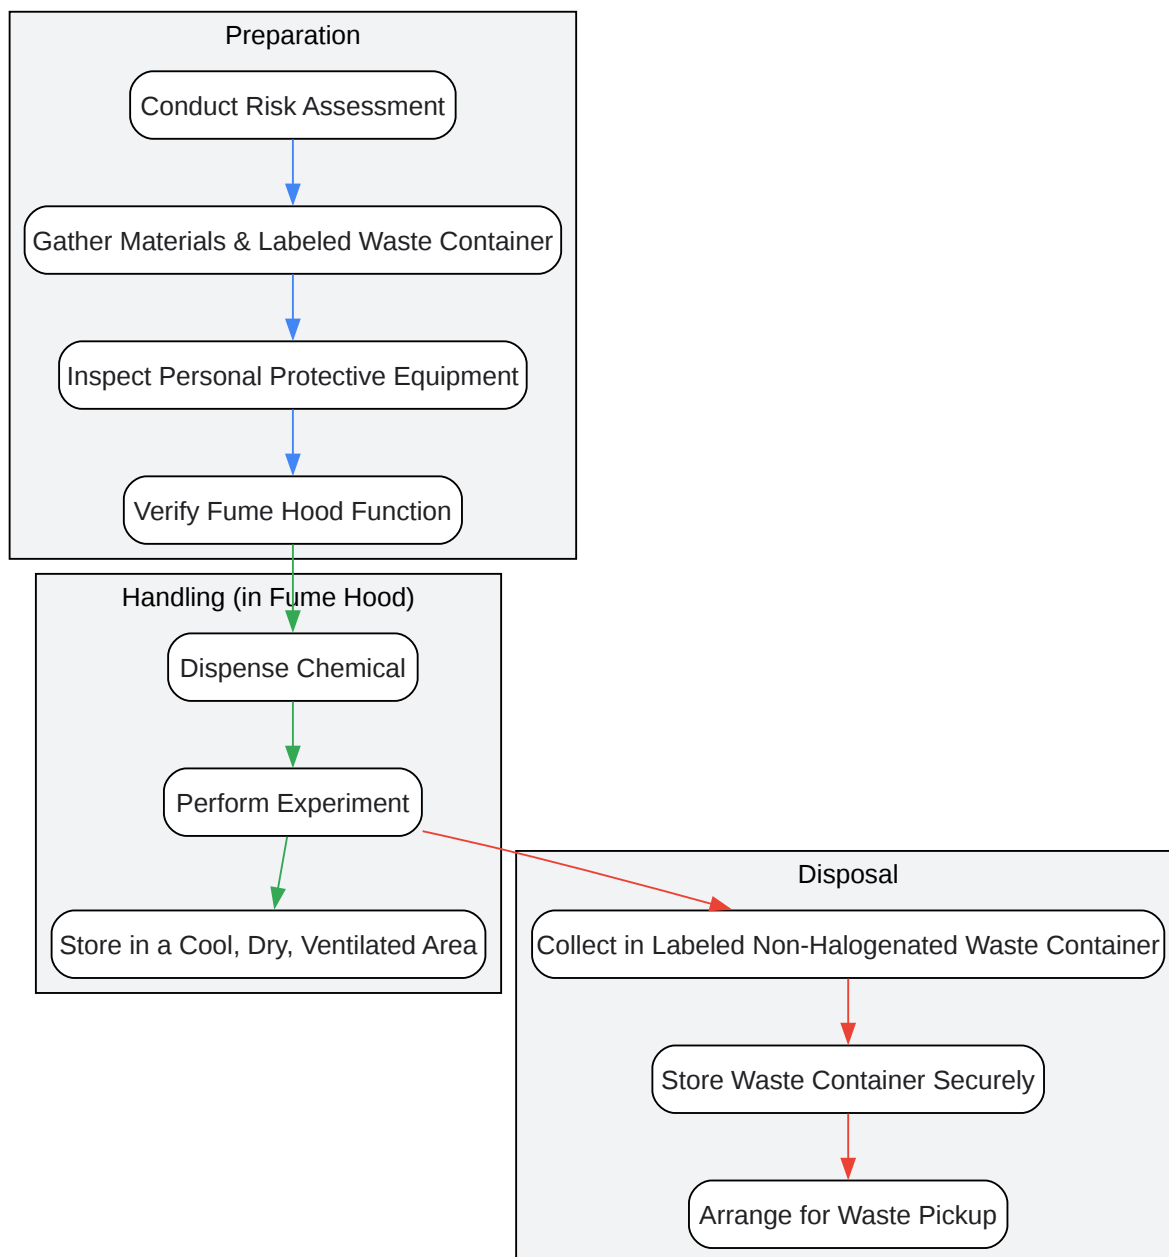 Preparation
Conduct Risk Assessment
Gather Materials & Labeled Waste Container
Inspect Personal Protective Equipment
Verify Fume Hood Function
Handling (in Fume Hood)
Dispense Chemical
Perform Experiment
Store in a Cool, Dry, Ventilated Area
Disposal
Collect in Labeled Non-Halogenated Waste Container
Store Waste Container Securely
Arrange for Waste Pickup